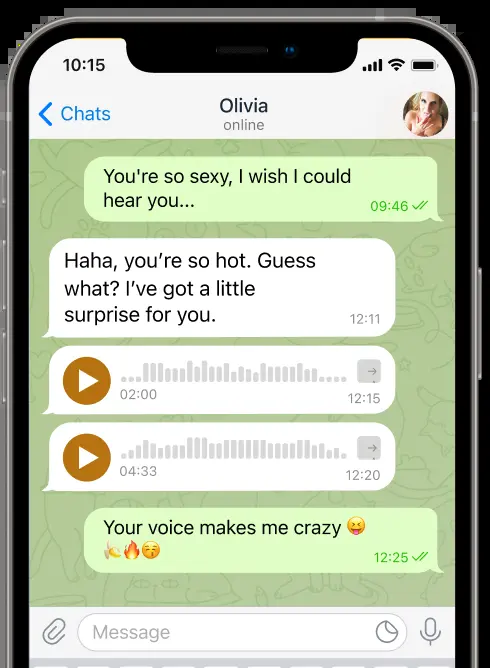 10:15
Chats
Olivia
online
You're so sexy, I wish I could
hear you...
09:46
Haha, you’re so hot. Guess
what? I’ve got a little
surprise for you.
12:11
02:00
12:15
04:33
12:20
Your voice makes me crazy 😝
🍌🔥😚
12:25
Message